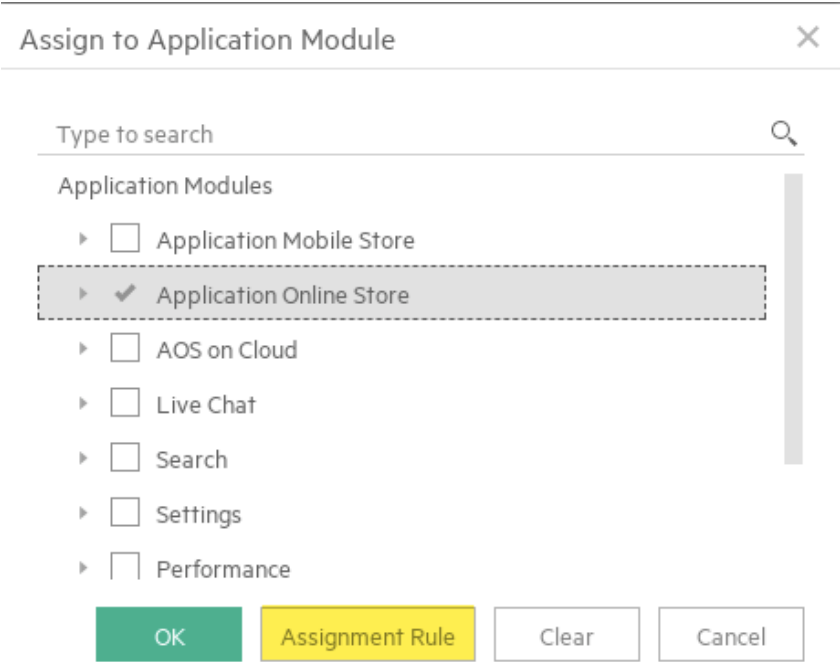 Assign to Application Module
Type to search
Application Modules
Application Mobile Store
Application Online Store
AOS on Cloud
Live Chat
Search
Settings
Performance
OK Assignment Rule Clear Cancel